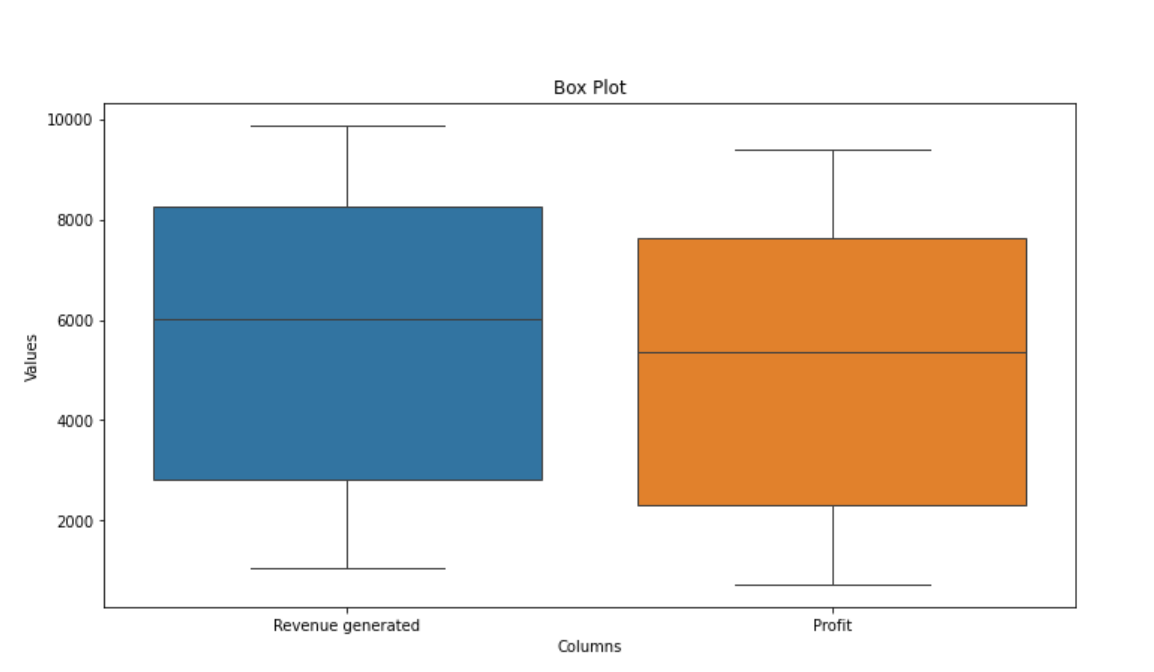 Box Plot
10000
8000
6000
4000
2000
Values
Revenue generated
Profit
Columns